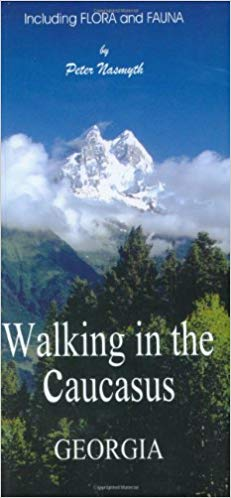 Including FLORA and FAUNA
by
Peter Nasmyth
Walking in the
Caucasus
GEORGIA